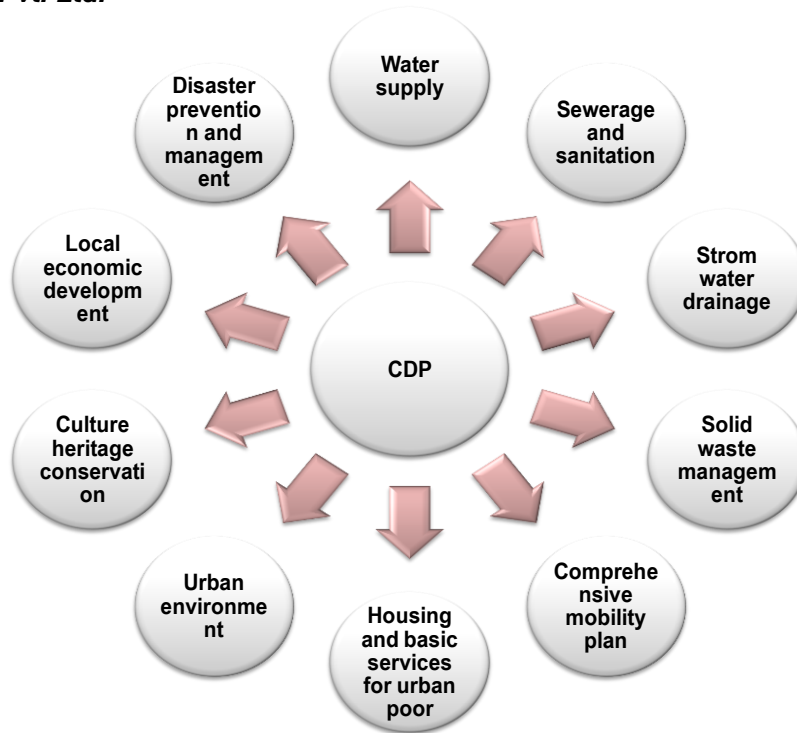 Water
supply
Sewerage
and
sanitation
Strom
water
drainage
Solid
waste
managem
ent
Comprehe
nsive
mobility
plan
Housing
and basic
services
for urban
poor
Urban
environme
nt
Culture
heritage
conservati
on
Local
economic
developm
ent
Disaster
preventio
n and
managem
ent
CDP